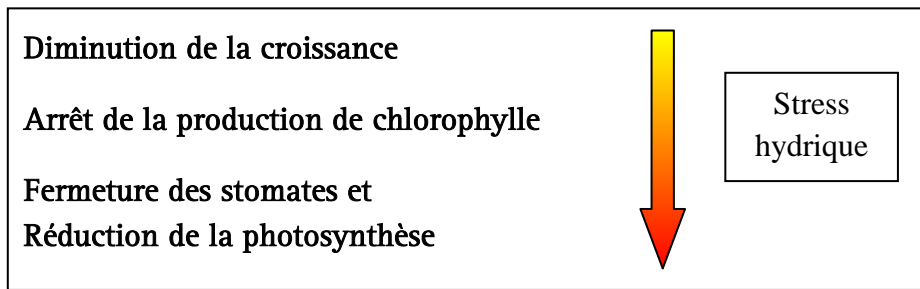 Diminution de la croissance
Arrêt de la production de chlorophylle
Fermeture des stomates et
Réduction de la photosynthèse
Stress
hydrique